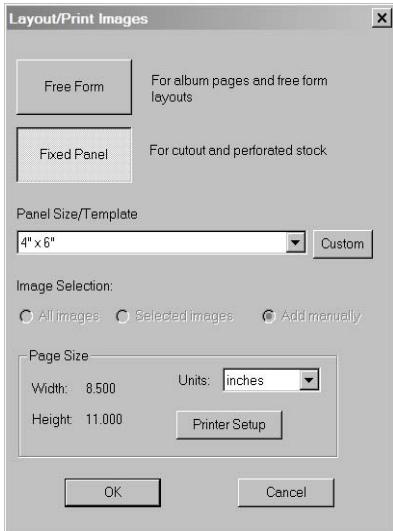 Layout/Print Images
Free Form
For album pages and free form
layouts
Fixed Panel
For cutout and perforated stock
Panel Size/Template
4" x 6"
Custom
Image Selection:
All images Selected images Add manually
Page Size
Width: 8.500 Units: inches
Height: 11.000 Printer Setup
OK Cancel